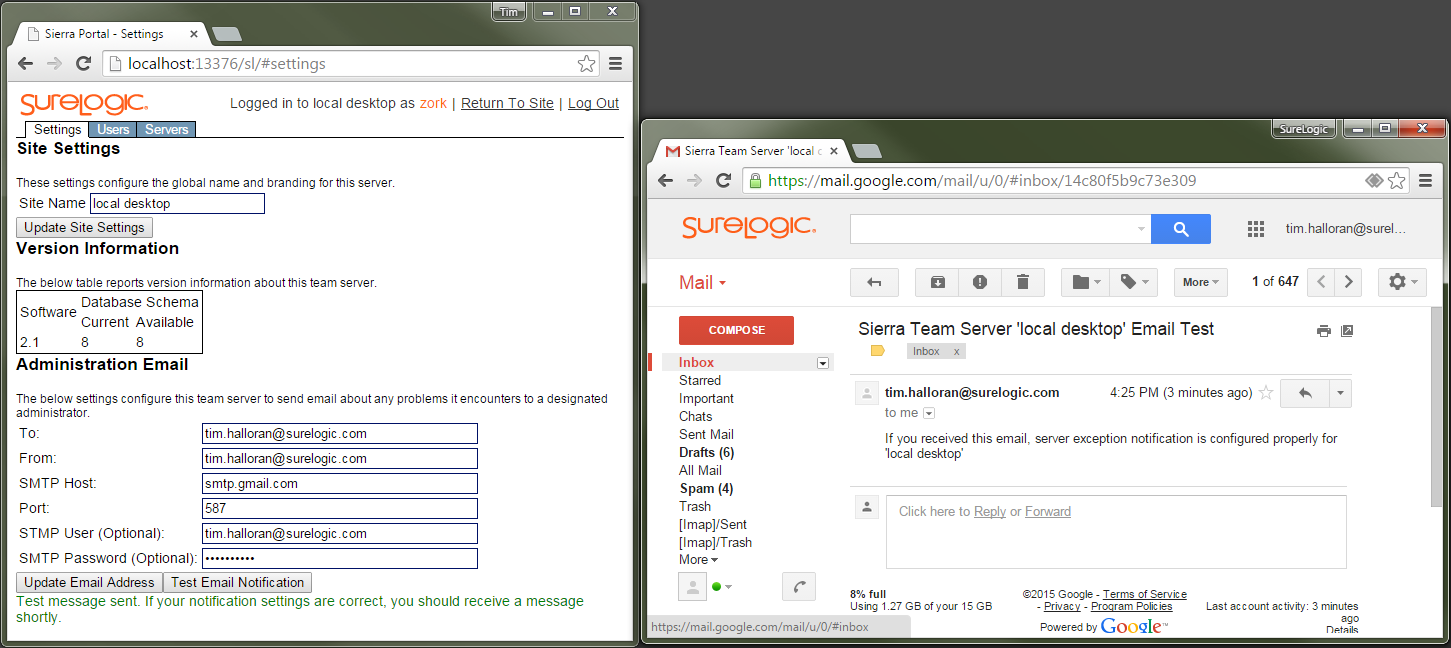 Tim
Sierra Portal - Settings
localhost:13376/sl/#settings
SureLogic
Logged in to local desktop as zork | Return To Site | Log Out
Settings Users Servers
Site Settings
These settings configure the global name and branding for this server.
Site Name local desktop
Update Site Settings
Version Information
The below table reports version information about this team server.
Software Database Schema
Current Available
2.1 8 8
Administration Email
The below settings configure this team server to send email about any problems it encounters to a designated
administrator.
To: tim.halloran@surelogic.com
From: tim.halloran@surelogic.com
SMTP Host: smtp.gmail.com
Port: 587
STMP User (Optional): tim.halloran@surelogic.com
SMTP Password (Optional): ••••••••••
Update Email Address Test Email Notification
Test message sent. If your notification settings are correct, you should receive a message
shortly.
SureLogic
Sierra Team Server 'local
https://mail.google.com/mail/u/0/#inbox/14c80f5b9c73e309
SureLogic
tim.halloran@surel...
Mail
More
1 of 647
COMPOSE
Inbox
Starred
Important
Chats
Sent Mail
Drafts (6)
All Mail
Spam (4)
Trash
[Imap]/Sent
[Imap]/Trash
More
Sierra Team Server 'local desktop' Email Test
Inbox x
tim.halloran@surelogic.com 4:25 PM (3 minutes ago)
to me
If you received this email, server exception notification is configured properly for
'local desktop'
Click here to Reply or Forward
8% full
Using 1.27 GB of your 15 GB
©2015 Google - Terms of Service
- Privacy - Program Policies
Powered by Google™
Last account activity: 3 minutes
ago
Details
https://mail.google.com/mail/u/0/#inbox